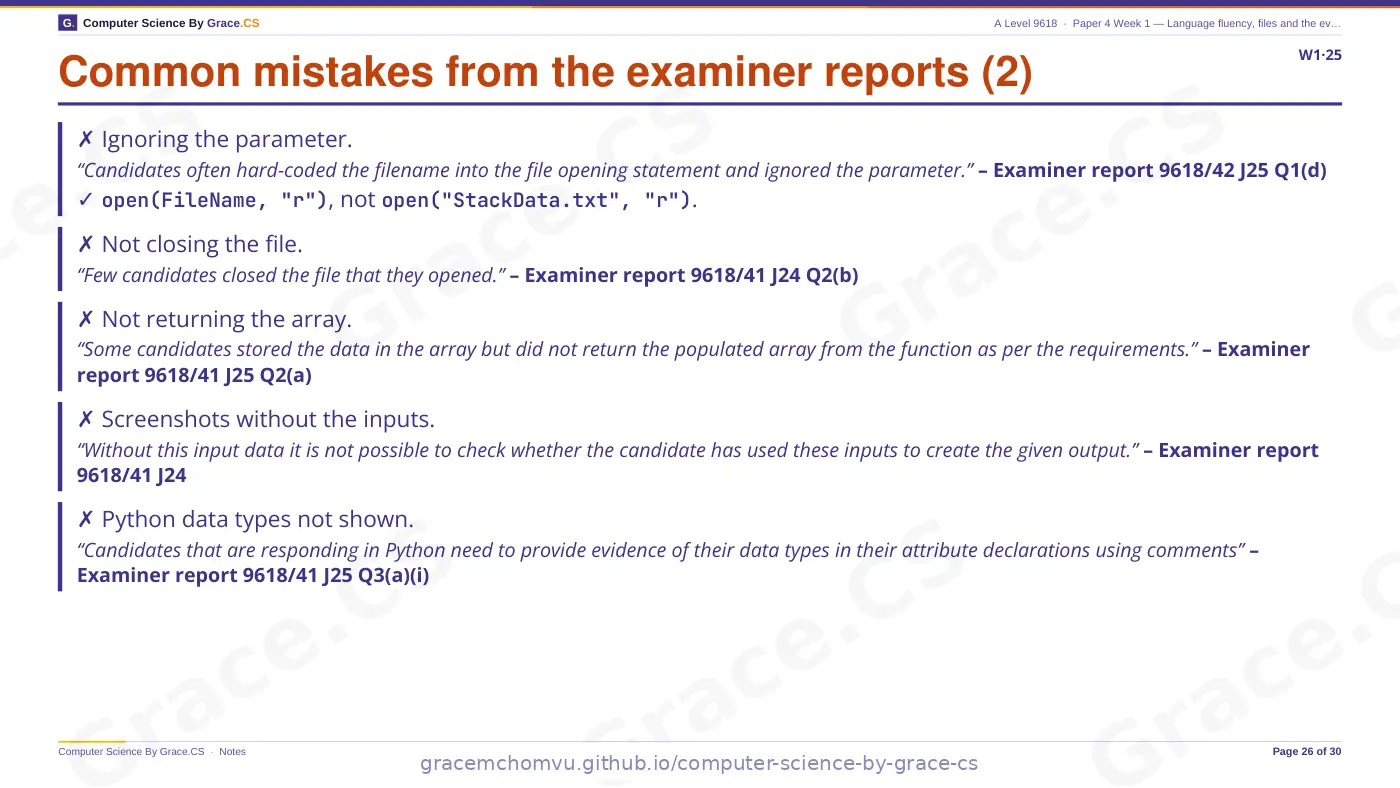 G. Computer Science By Grace.CS
A Level 9618 · Paper 4 Week 1 — Language fluency, files and the ev…
Common mistakes from the examiner reports (2)
W1·25
✗ Ignoring the parameter.
“Candidates often hard-coded the filename into the file opening statement and ignored the parameter.” – Examiner report 9618/42 J25 Q1(d)
✓ open(FileName, "r"), not open("StackData.txt", "r").
✗ Not closing the file.
“Few candidates closed the file that they opened.” – Examiner report 9618/41 J24 Q2(b)
✗ Not returning the array.
“Some candidates stored the data in the array but did not return the populated array from the function as per the requirements.” – Examiner
report 9618/41 J25 Q2(a)
✗ Screenshots without the inputs.
“Without this input data it is not possible to check whether the candidate has used these inputs to create the given output.” – Examiner report
9618/41 J24
✗ Python data types not shown.
“Candidates that are responding in Python need to provide evidence of their data types in their attribute declarations using comments” –
Examiner report 9618/41 J25 Q3(a)(i)
Computer Science By Grace.CS · Notes
Page 26 of 30
gracemchomvu.github.io/computer-science-by-grace-cs